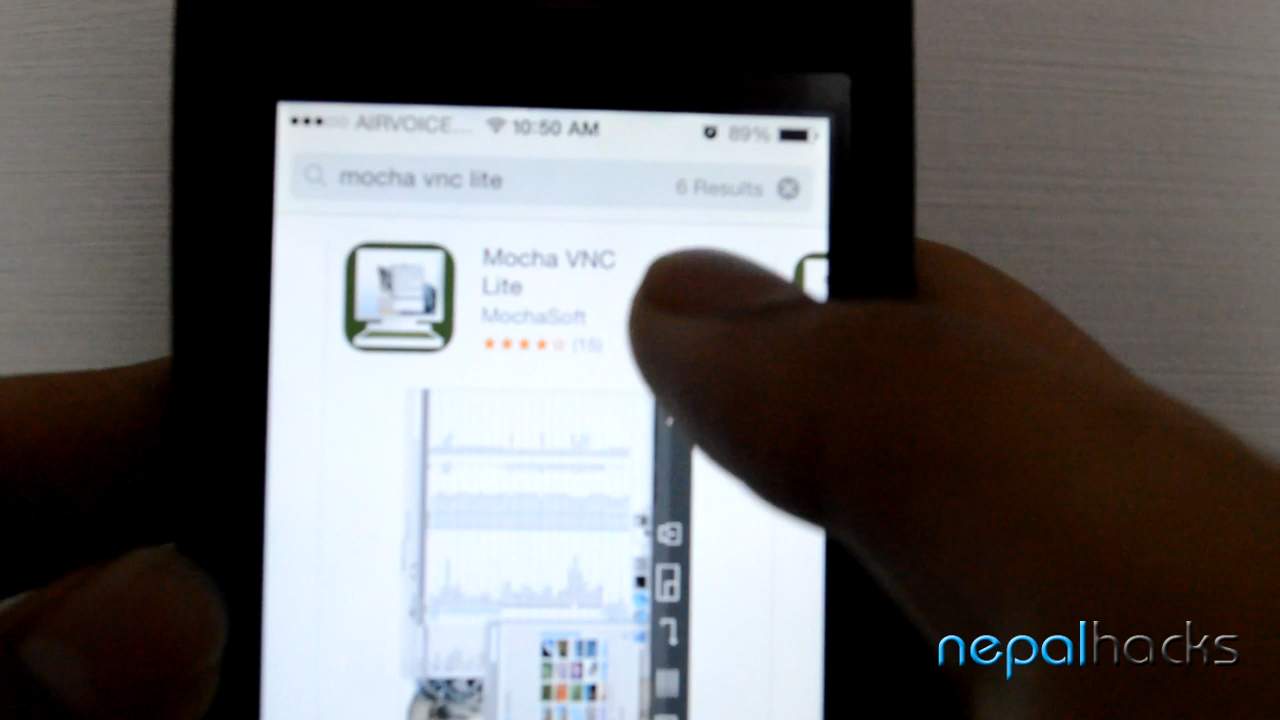 AIRVOICE... 10:50 AM 89%
mocha vnc lite 6 Results
Mocha VNC
Lite
MochaSoft
(15)
nepalhacks